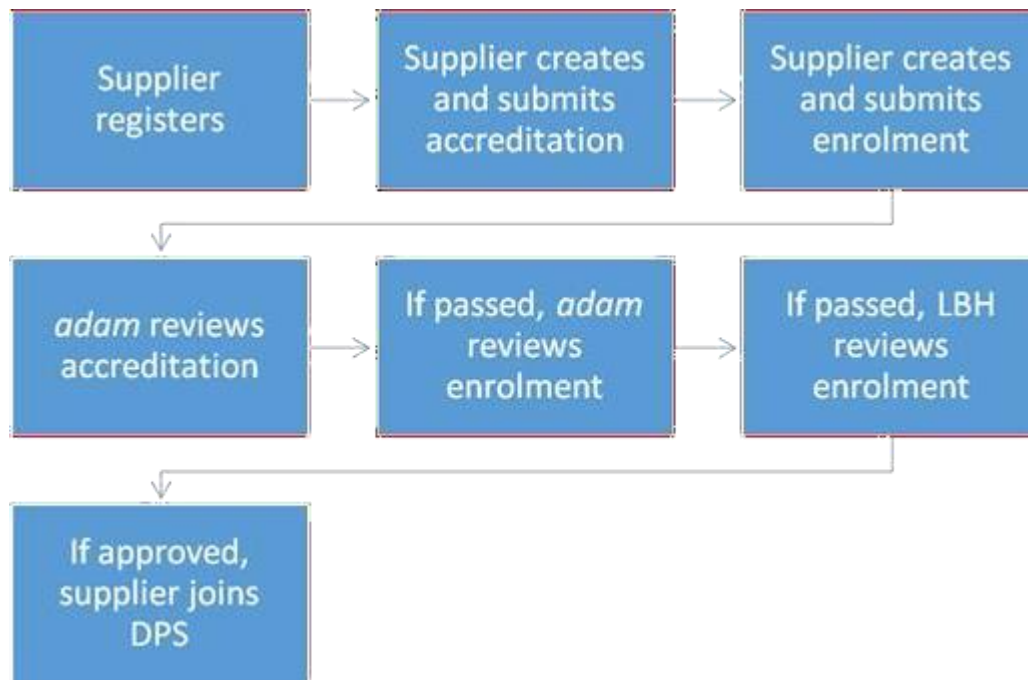 Supplier
registers
Supplier creates
and submits
accreditation
Supplier creates
and submits
enrolment
adam reviews
accreditation
If passed, adam
reviews
enrolment
If passed, LBH
reviews
enrolment
If approved,
supplier joins
DPS